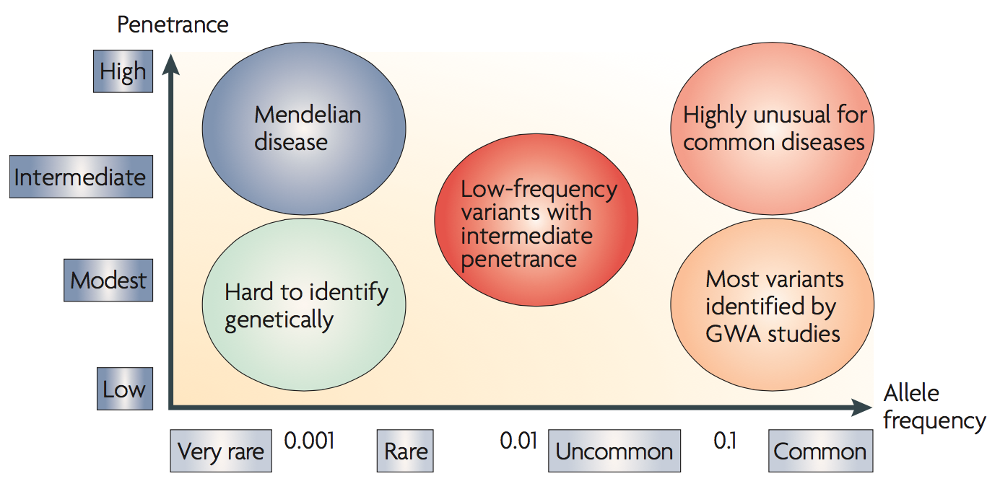 Penetrance
High
Intermediate
Modest
Low
Mendelian
disease
Highly unusual for
common diseases
Low-frequency
variants with
intermediate
penetrance
Hard to identify
genetically
Most variants
identified by
GWA studies
Allele
frequency
Very rare
0.001
Rare
0.01
Uncommon
0.1
Common